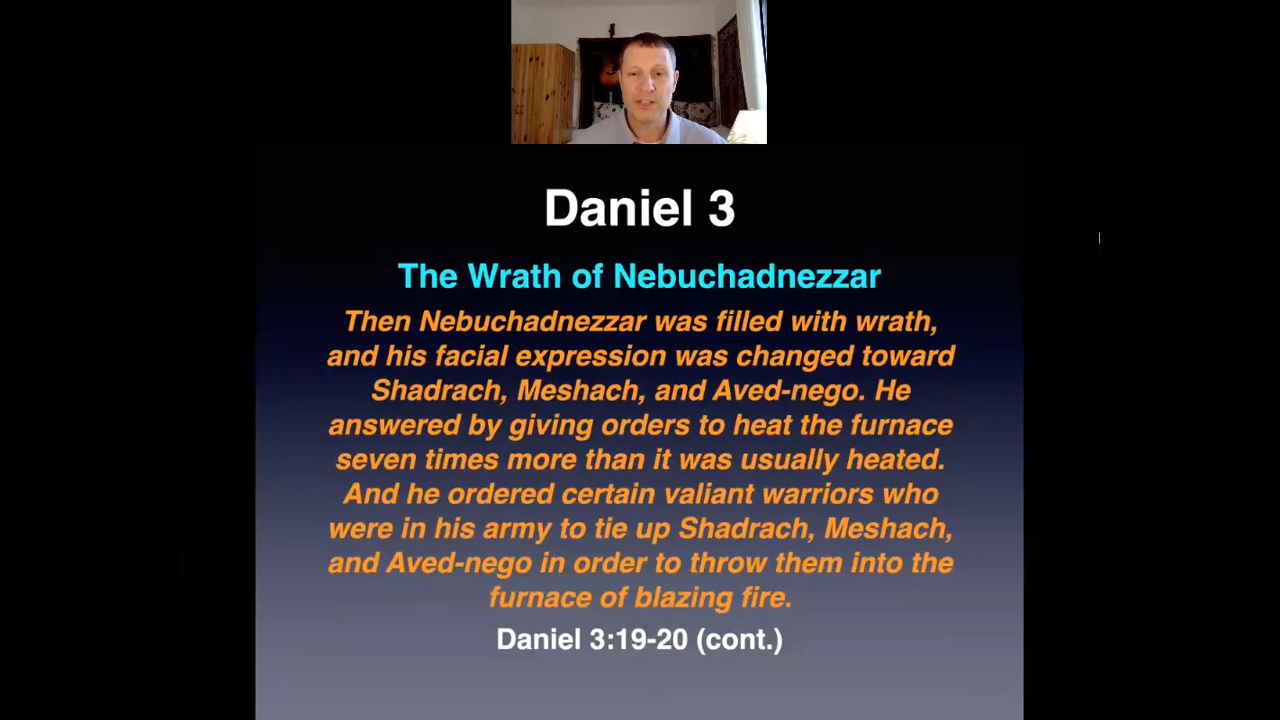 Daniel 3
The Wrath of Nebuchadnezzar
Then Nebuchadnezzar was filled with wrath,
and his facial expression was changed toward
Shadrach, Meshach, and Aved-nego. He
answered by giving orders to heat the furnace
seven times more than it was usually heated.
And he ordered certain valiant warriors who
were in his army to tie up Shadrach, Meshach,
and Aved-nego in order to throw them into the
furnace of blazing fire.
Daniel 3:19-20 (cont.)